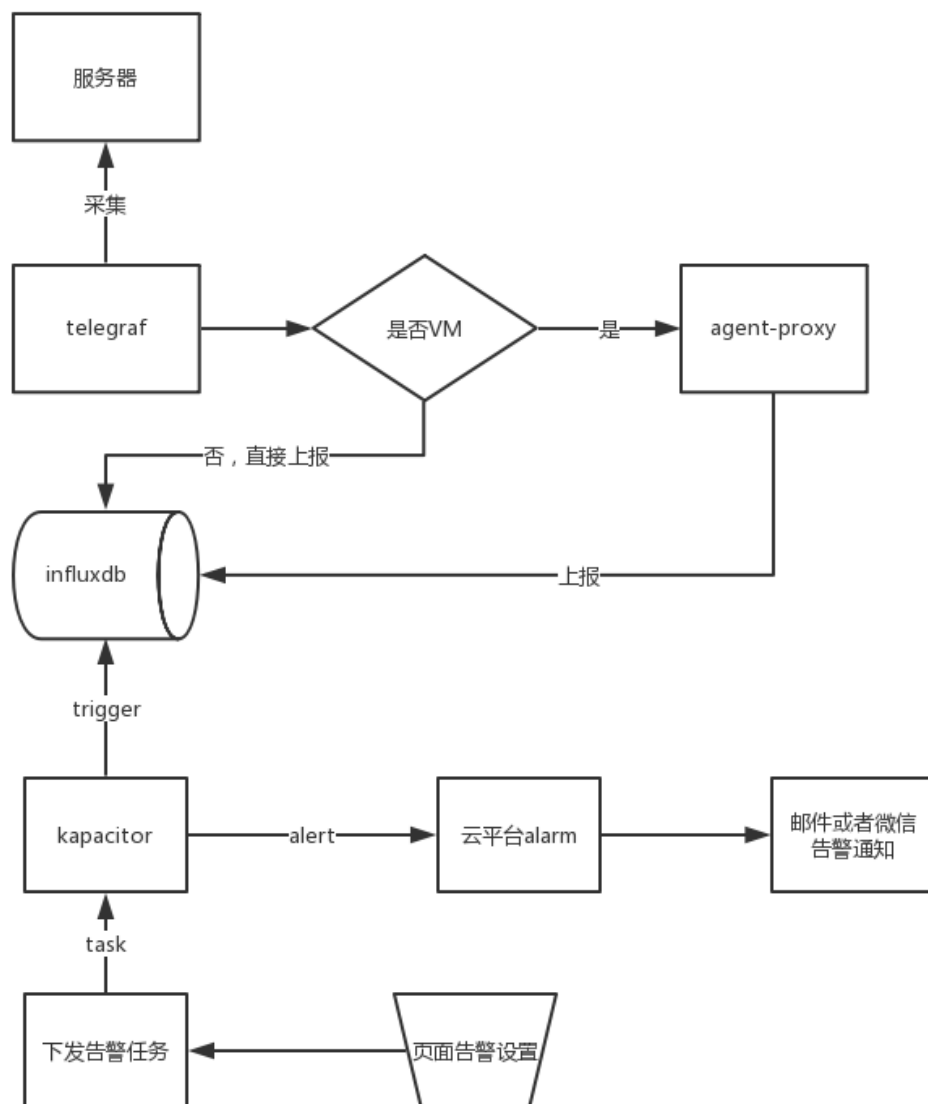 服务器
采集
telegraf
是否VM
是
agent-proxy
否，直接上报
influxdb
上报
trigger
kapacitor
alert
云平台alarm
邮件或者微信
告警通知
task
下发告警任务
页面告警设置